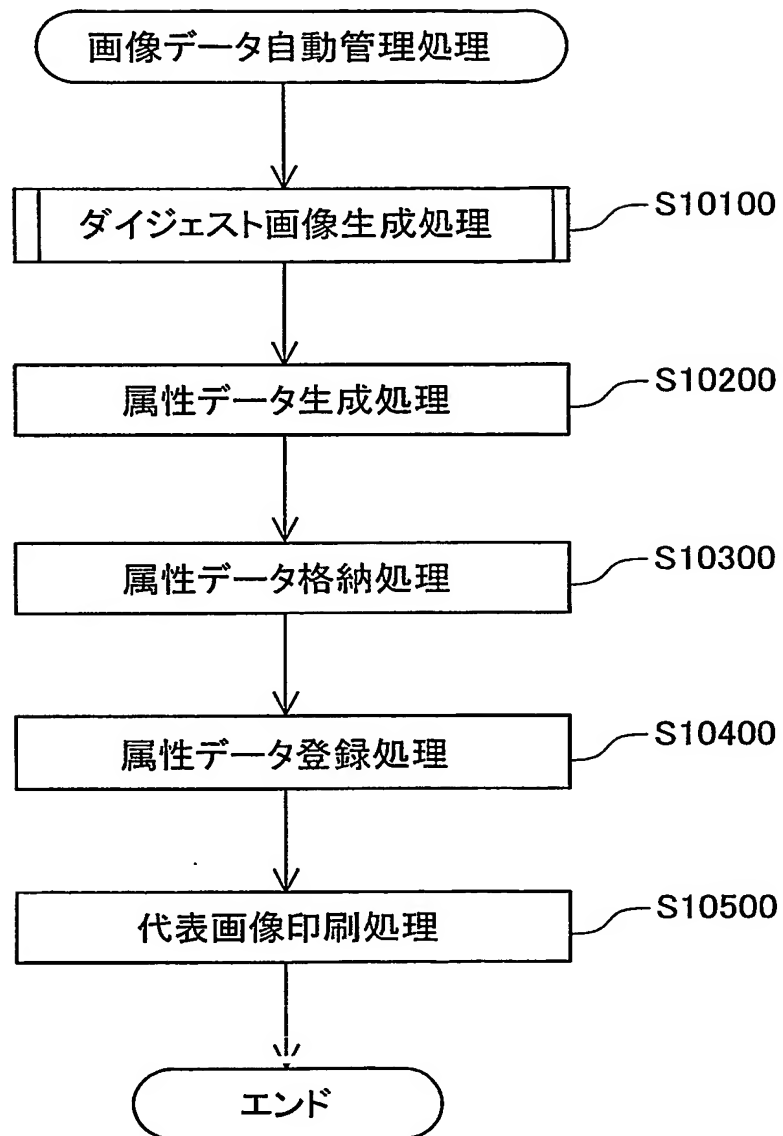 画像データ自動管理処理
ダイジェスト画像生成処理
S10100
属性データ生成処理
S10200
属性データ格納処理
S10300
属性データ登録処理
S10400
代表画像印刷処理
S10500
エンド